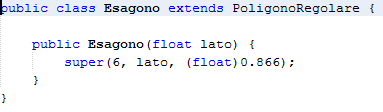 public class Esagono extends PoligonoRegolare {
public Esagono(float lato) {
super(6, lato, (float)0.866);
}
}